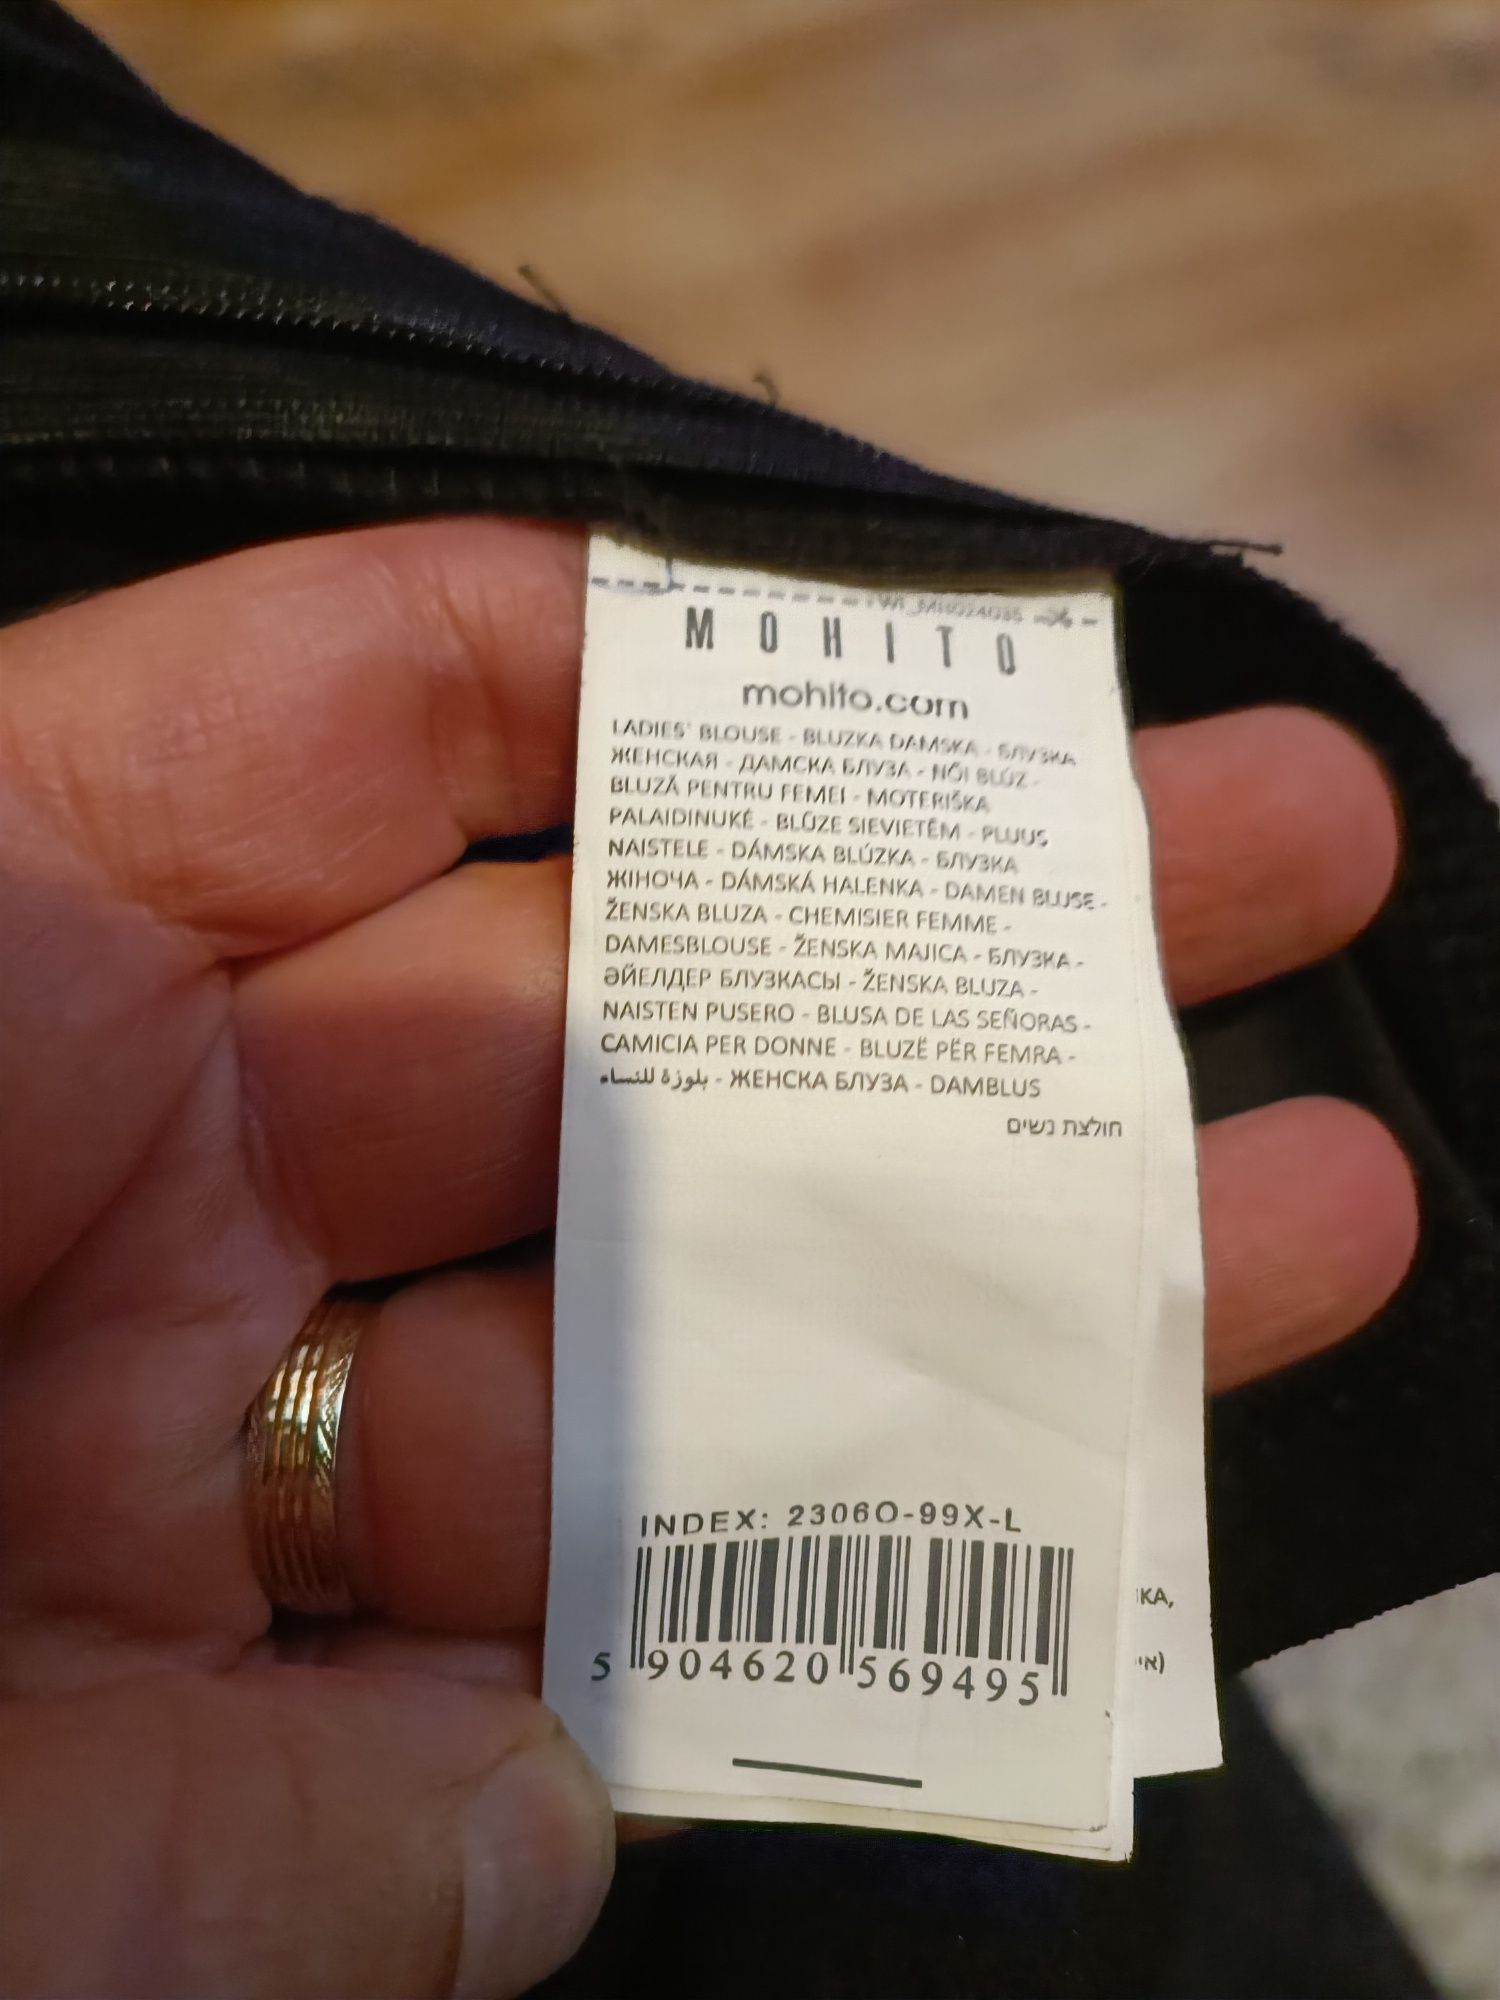 MOHITO
mohito.com
LADIES' BLOUSE - BLUZKA DAMSKA - БЛУЗКА
ЖЕНСКАЯ - ДАМСКА БЛУЗА - NŐI BLÚZ -
BLUZĂ PENTRU FEMEI - MOTERIŠKA
PALAIDINUKĖ - BLŪZE SIEVIETĒM - PLUUS
NAISTELE - DÁMSKA BLÚZKA - БЛУЗКА
ЖІНОЧА - DÁMSKÁ HALENKA - DAMEN BLUSE -
ŽENSKA BLUZA - CHEMISIER FEMME -
DAMESBLOUSE - ŽENSKA MAJICA - БЛУЗКА -
ӘЙЕЛДЕР БЛУЗКАСЫ - ŽENSKA BLUZA -
NAISTEN PUSERO - BLUSA DE LAS SEÑORAS -
CAMICIA PER DONNE - BLUZË PËR FEMRA -
بلوزة للنساء - ЖЕНСКА БЛУЗА - DAMBLUS
חולצת נשים
INDEX: 2306O-99X-L
KA,
5 904620 569495